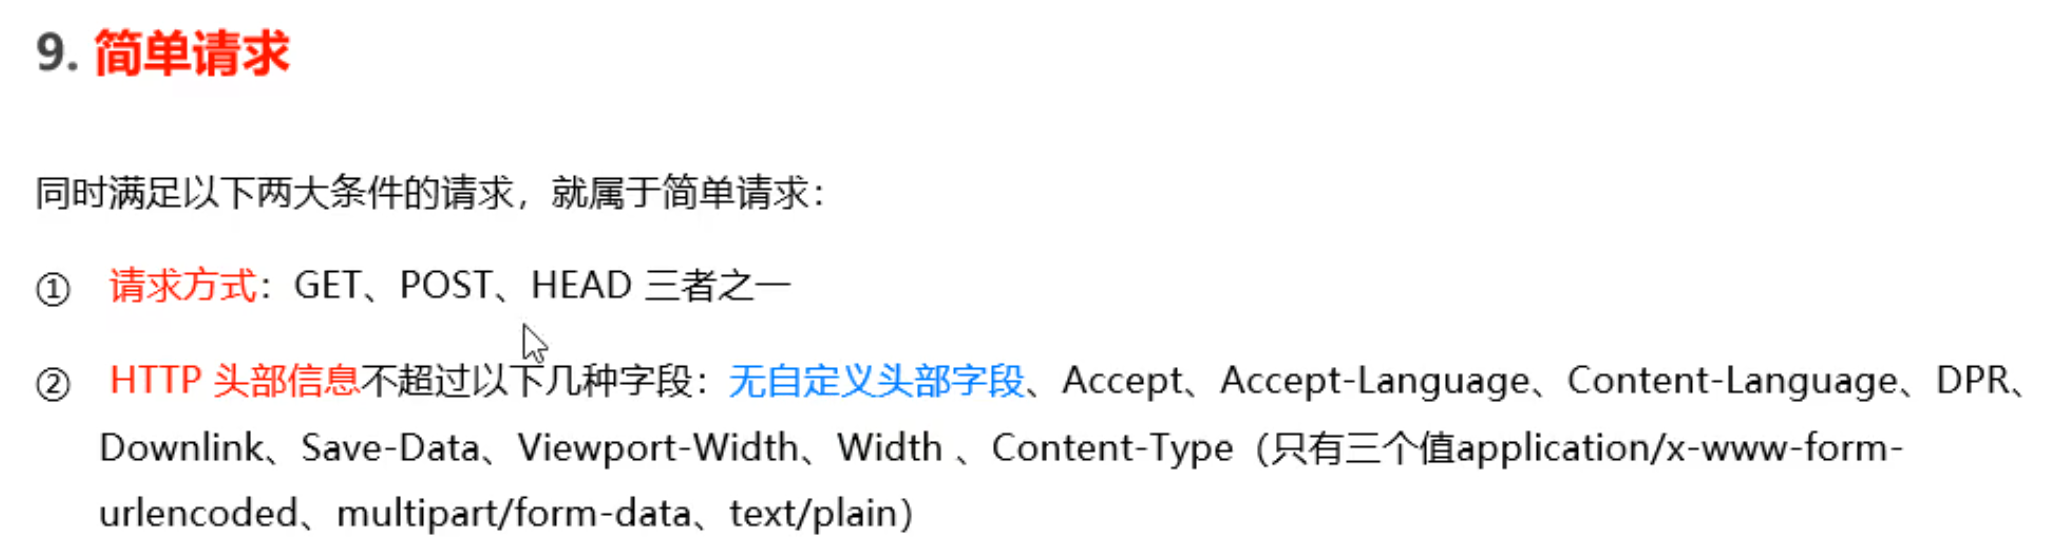 9. 简单请求
同时满足以下两大条件的请求，就属于简单请求：
① 请求方式：GET、POST、HEAD 三者之一
② HTTP 头部信息不超过以下几种字段：无自定义头部字段、Accept、Accept-Language、Content-Language、DPR、
Downlink、Save-Data、Viewport-Width、Width 、Content-Type（只有三个值application/x-www-form-
urlencoded、multipart/form-data、text/plain）